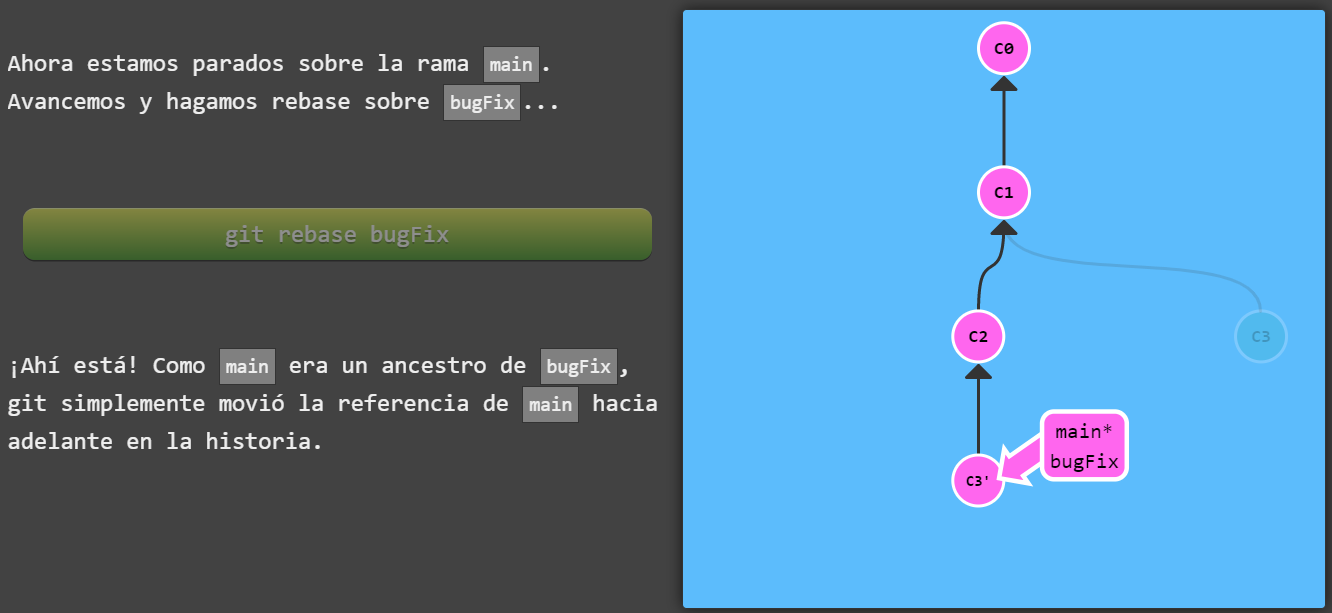 Ahora estamos parados sobre la rama main.
Avancemos y hagamos rebase sobre bugFix...
git rebase bugFix
¡Ahí está! Como main era un ancestro de bugFix,
git simplemente movió la referencia de main hacia
adelante en la historia.
C0
C1
C2
C3
main*
bugFix
C3'